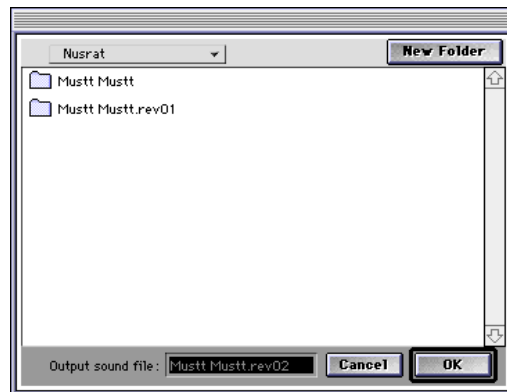 Nusrat
New Folder
Mustt Mustt
Mustt Mustt.rev01
Output sound file: Mustt Mustt.rev02
Cancel
OK